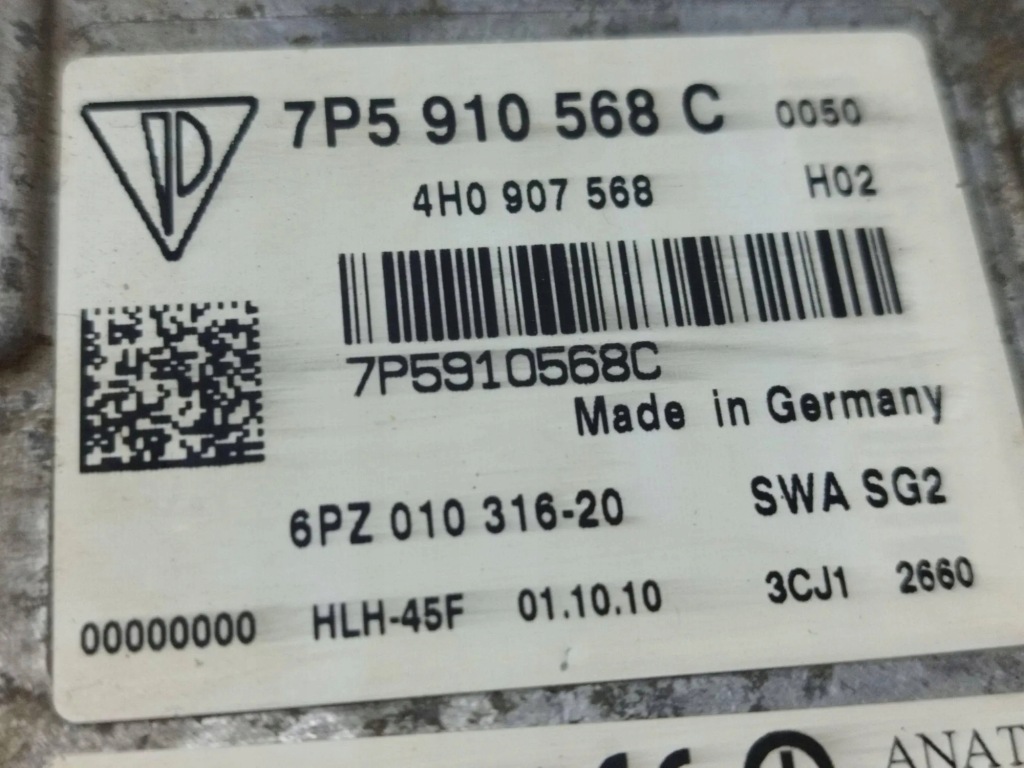 7P5 910 568 C 0050
4H0 907 568 H02
7P5910568C
Made in Germany
6PZ 010 316-20 SWA SG2
00000000 HLH-45F 01.10.10 3CJ1 2660